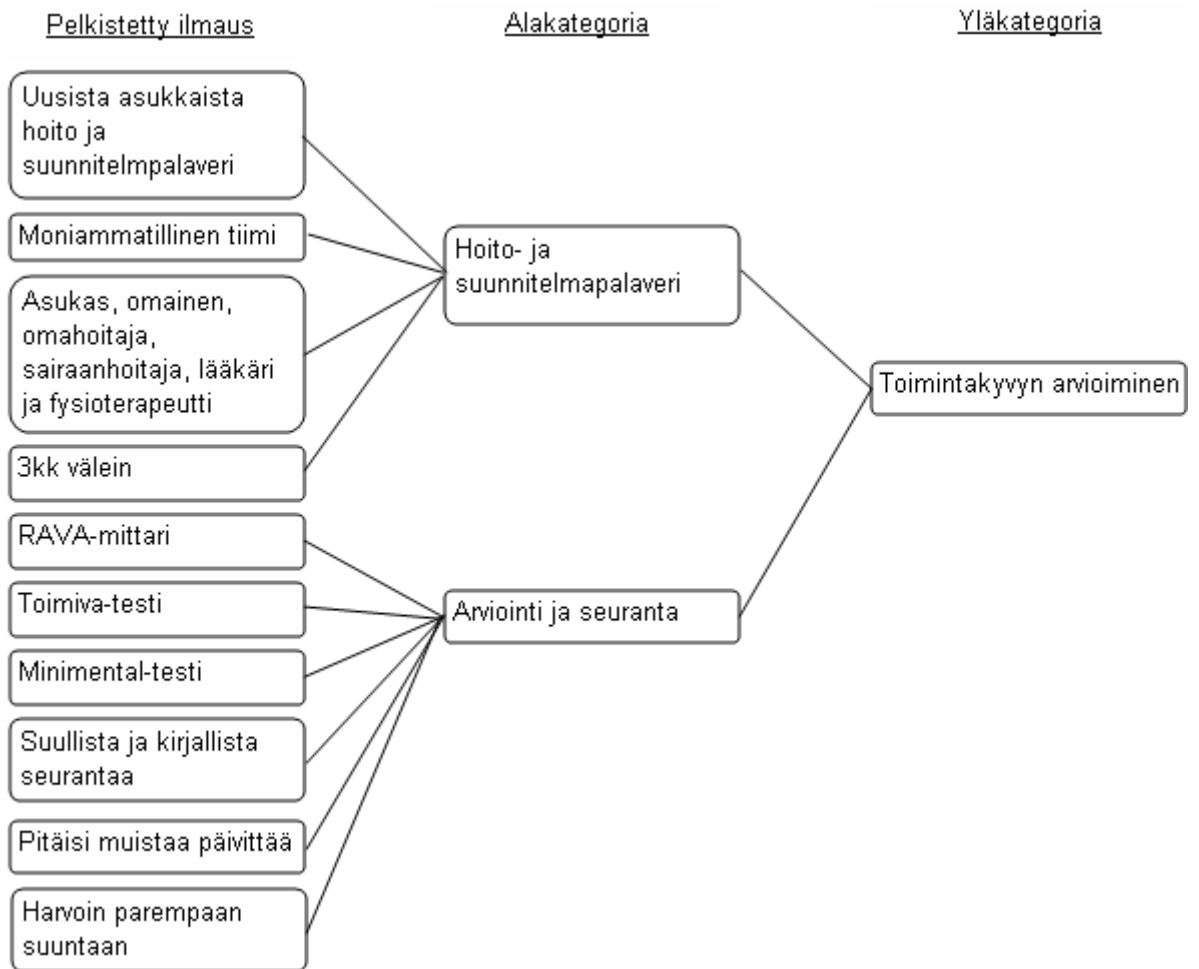 Pelkistetty ilmaus
Alakategoria
Yläkategoria
Uusista asukkaista
hoito ja
suunnitelmpalaveri
Moniammatillinen tiimi
Asukas, omainen,
omahoitaja,
sairaanhoitaja, lääkäri
ja fysioterapeutti
3kk välein
RAVA-mittari
Toimiva-testi
Minimental-testi
Suullista ja kirjallista
seurantaa
Pitäisi muistaa päivittää
Harvoin parempaan
suuntaan
Hoito- ja
suunnitelmapalaveri
Arviointi ja seuranta
Toimintakyvyn arvioiminen